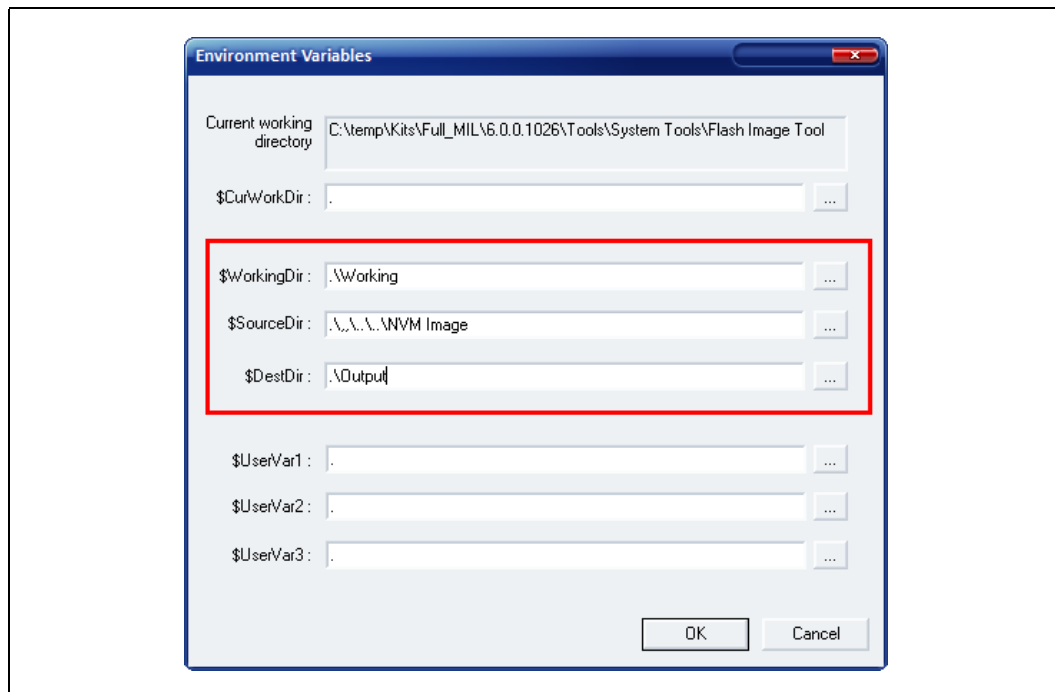 Environment Variables
Current working directory
C:\temp\Kits\Full_MIL\6.0.0.1026\Tools\System Tools\Flash Image Tool
$CurWorkDir : . ...
$WorkingDir : .\Working ...
$SourceDir : .\,,\..\..\NVM Image ...
$DestDir : .\Output ...
$UserVar1 : . ...
$UserVar2 : . ...
$UserVar3 : . ...
OK Cancel